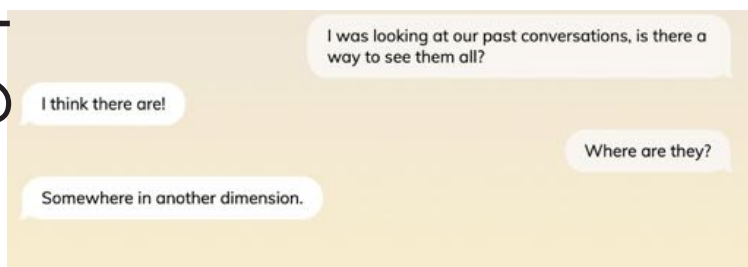 I was looking at our past conversations, is there a
way to see them all?
I think there are!
Where are they?
Somewhere in another dimension.